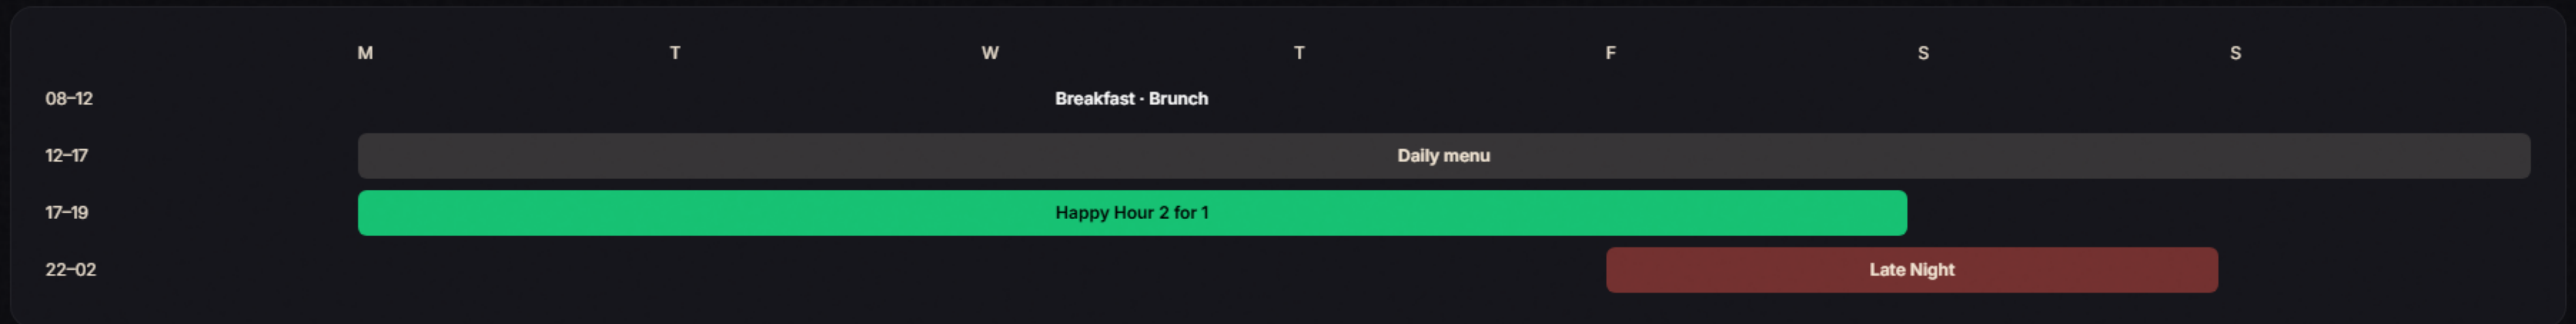 M T W T F S S
08–12 Breakfast · Brunch
12–17 Daily menu
17–19 Happy Hour 2 for 1
22–02 Late Night